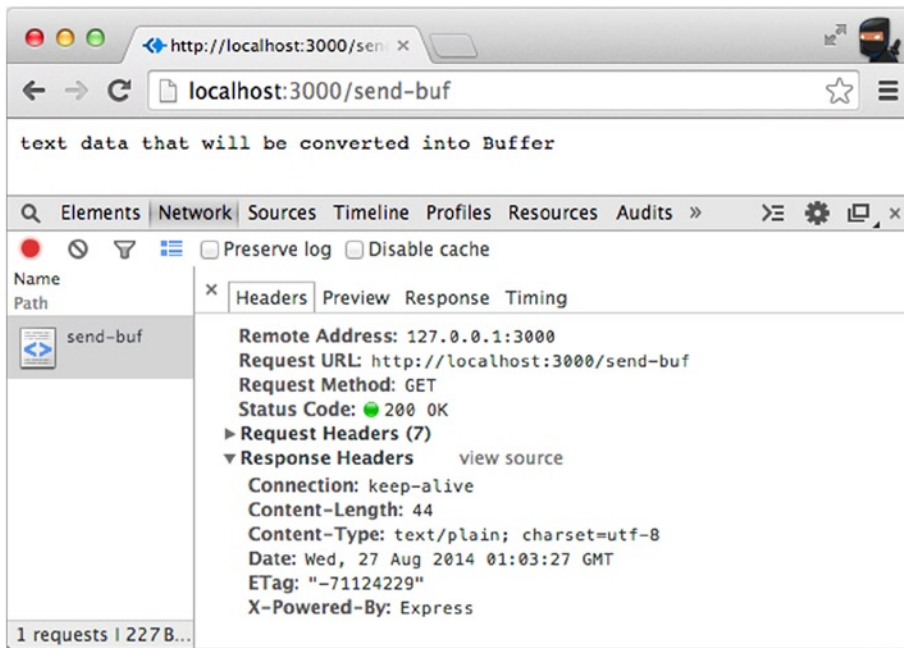 http://localhost:3000/sen
localhost:3000/send-buf
text data that will be converted into Buffer
Elements Network Sources Timeline Profiles Resources Audits »
Preserve log Disable cache
Name
Path
× Headers Preview Response Timing
send-buf
Remote Address: 127.0.0.1:3000
Request URL: http://localhost:3000/send-buf
Request Method: GET
Status Code: 200 OK
Request Headers (7)
Response Headers view source
Connection: keep-alive
Content-Length: 44
Content-Type: text/plain; charset=utf-8
Date: Wed, 27 Aug 2014 01:03:27 GMT
ETag: "-71124229"
X-Powered-By: Express
1 requests | 227 B...